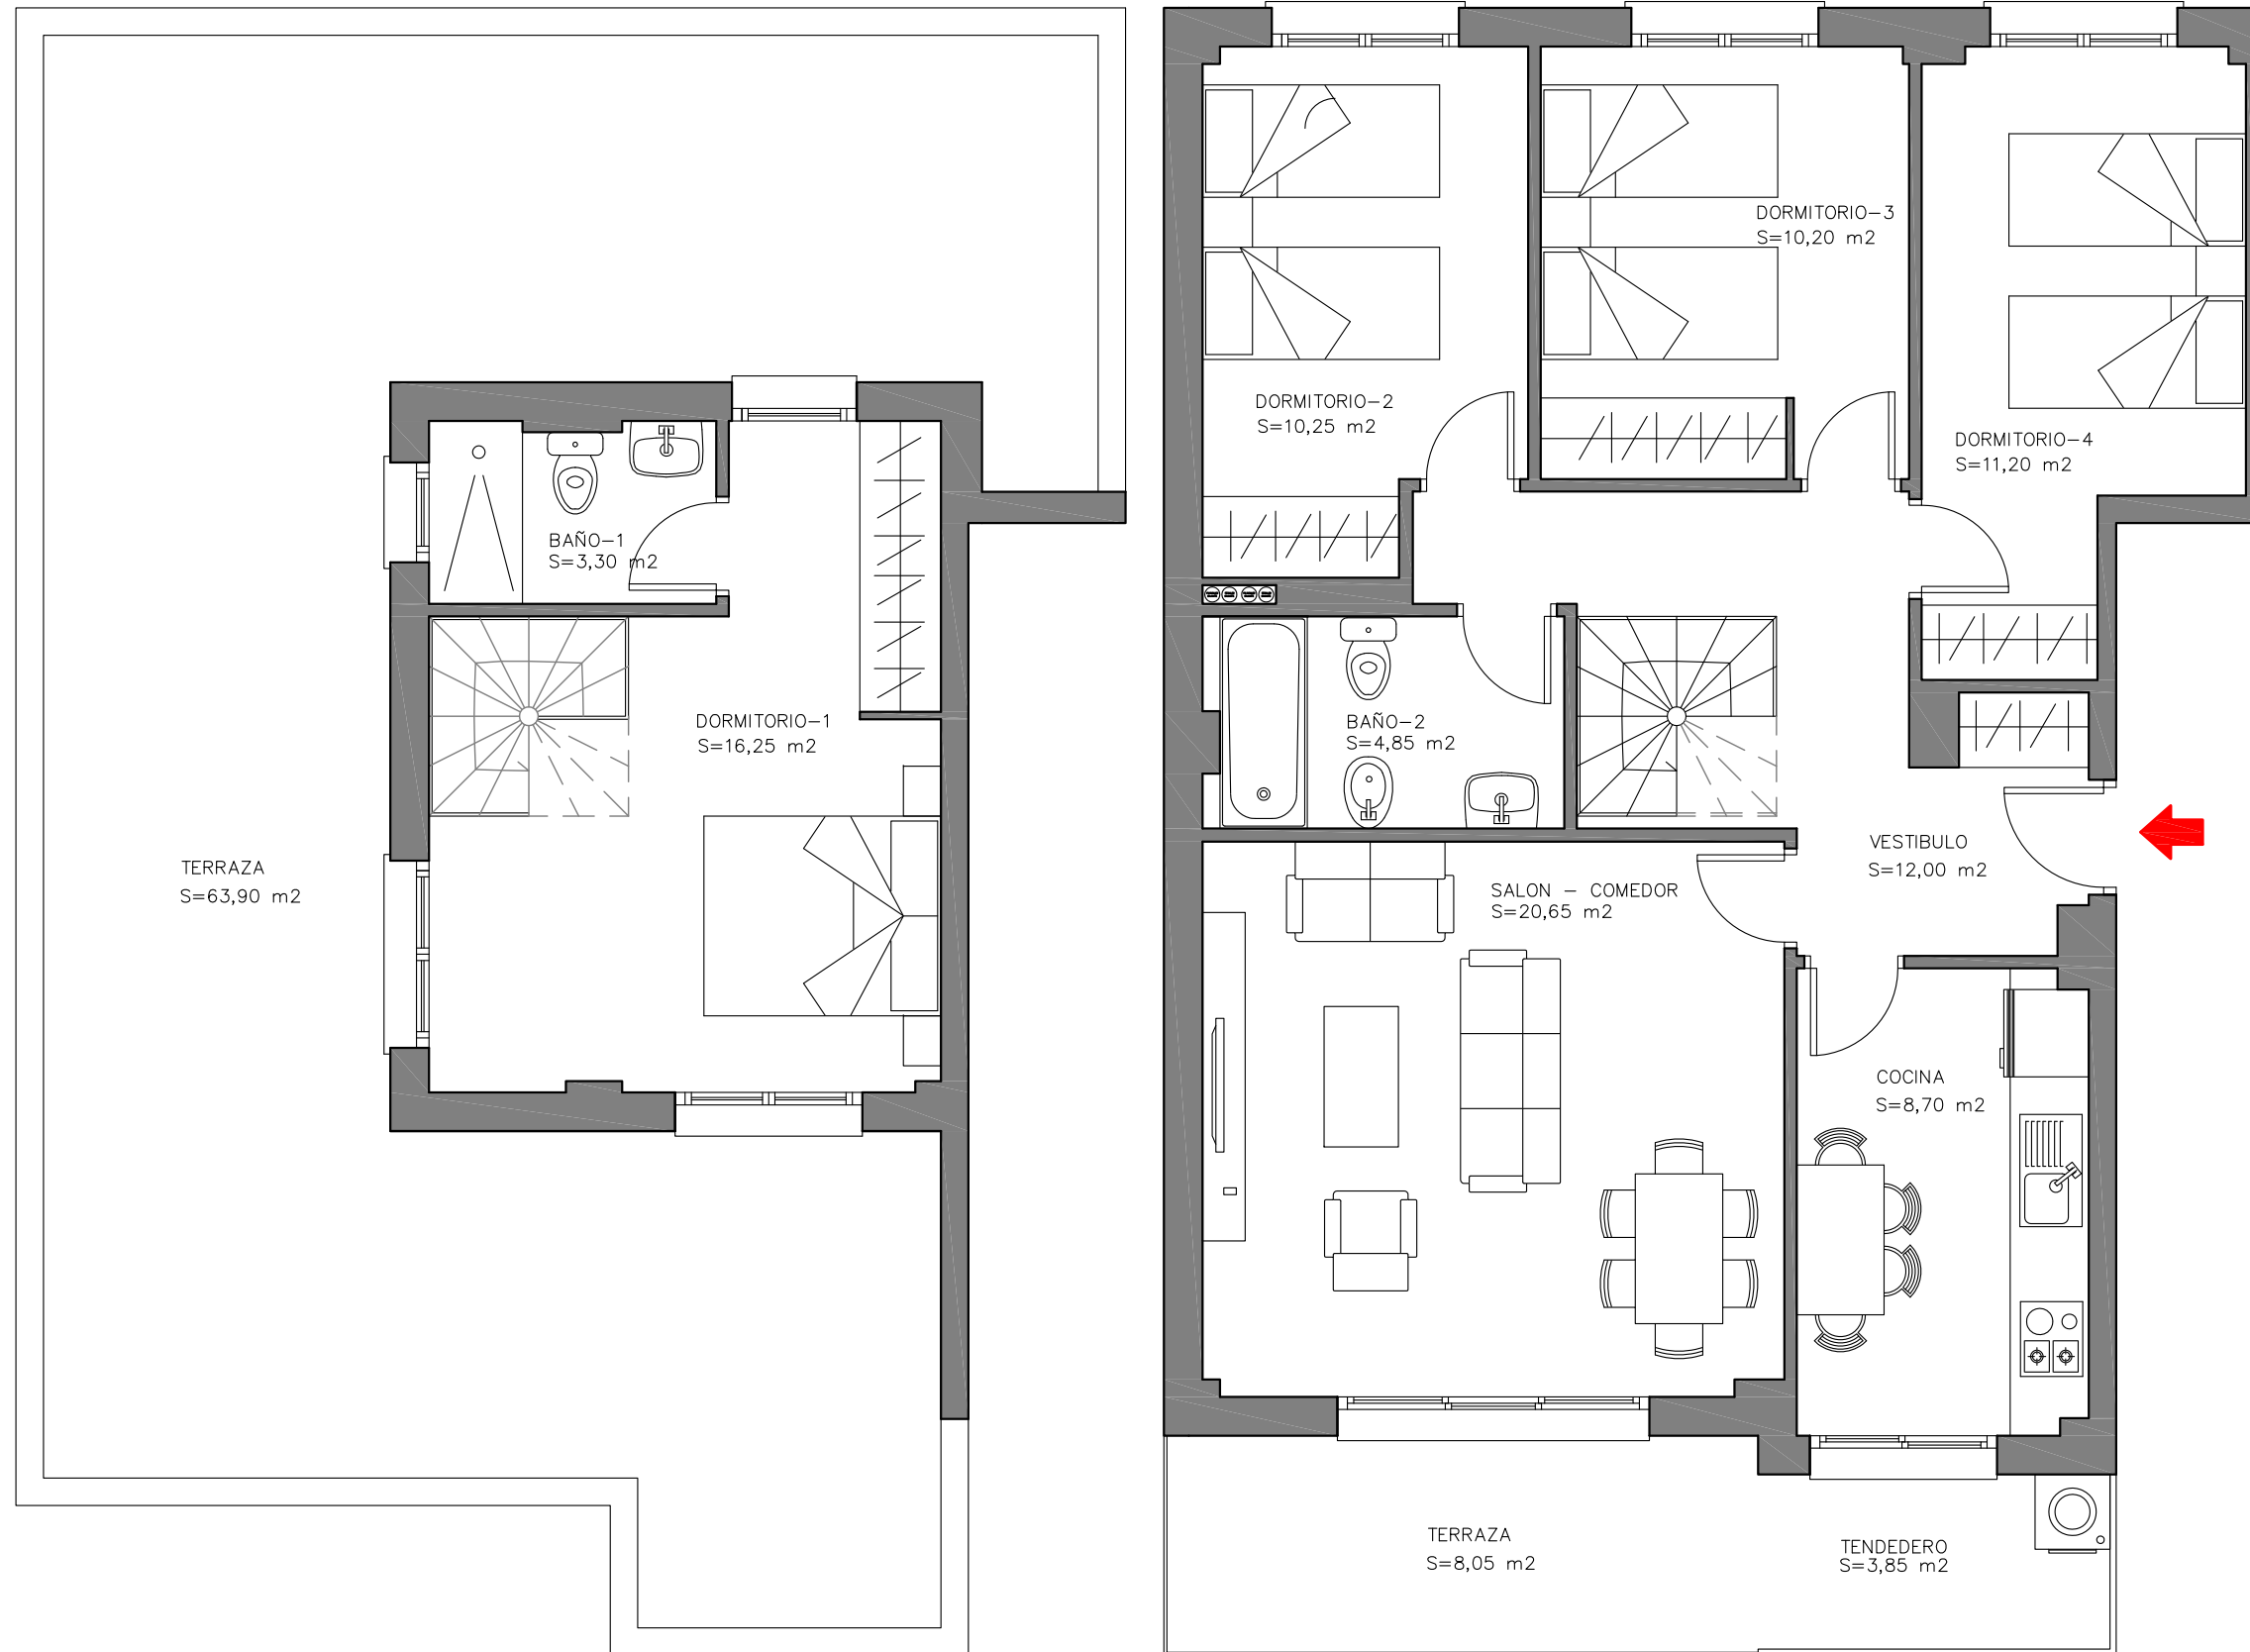 BAÑO-1
S=3,30 m2
DORMITORIO-1
S=16,25 m2
TERRAZA
S=63,90 m2
DORMITORIO-3
S=10,20 m2
DORMITORIO-2
S=10,25 m2
DORMITORIO-4
S=11,20 m2
BAÑO-2
S=4,85 m2
VESTIBULO
S=12,00 m2
SALON - COMEDOR
S=20,65 m2
COCINA
S=8,70 m2
TERRAZA
S=8,05 m2
TENDEDERO
S=3,85 m2